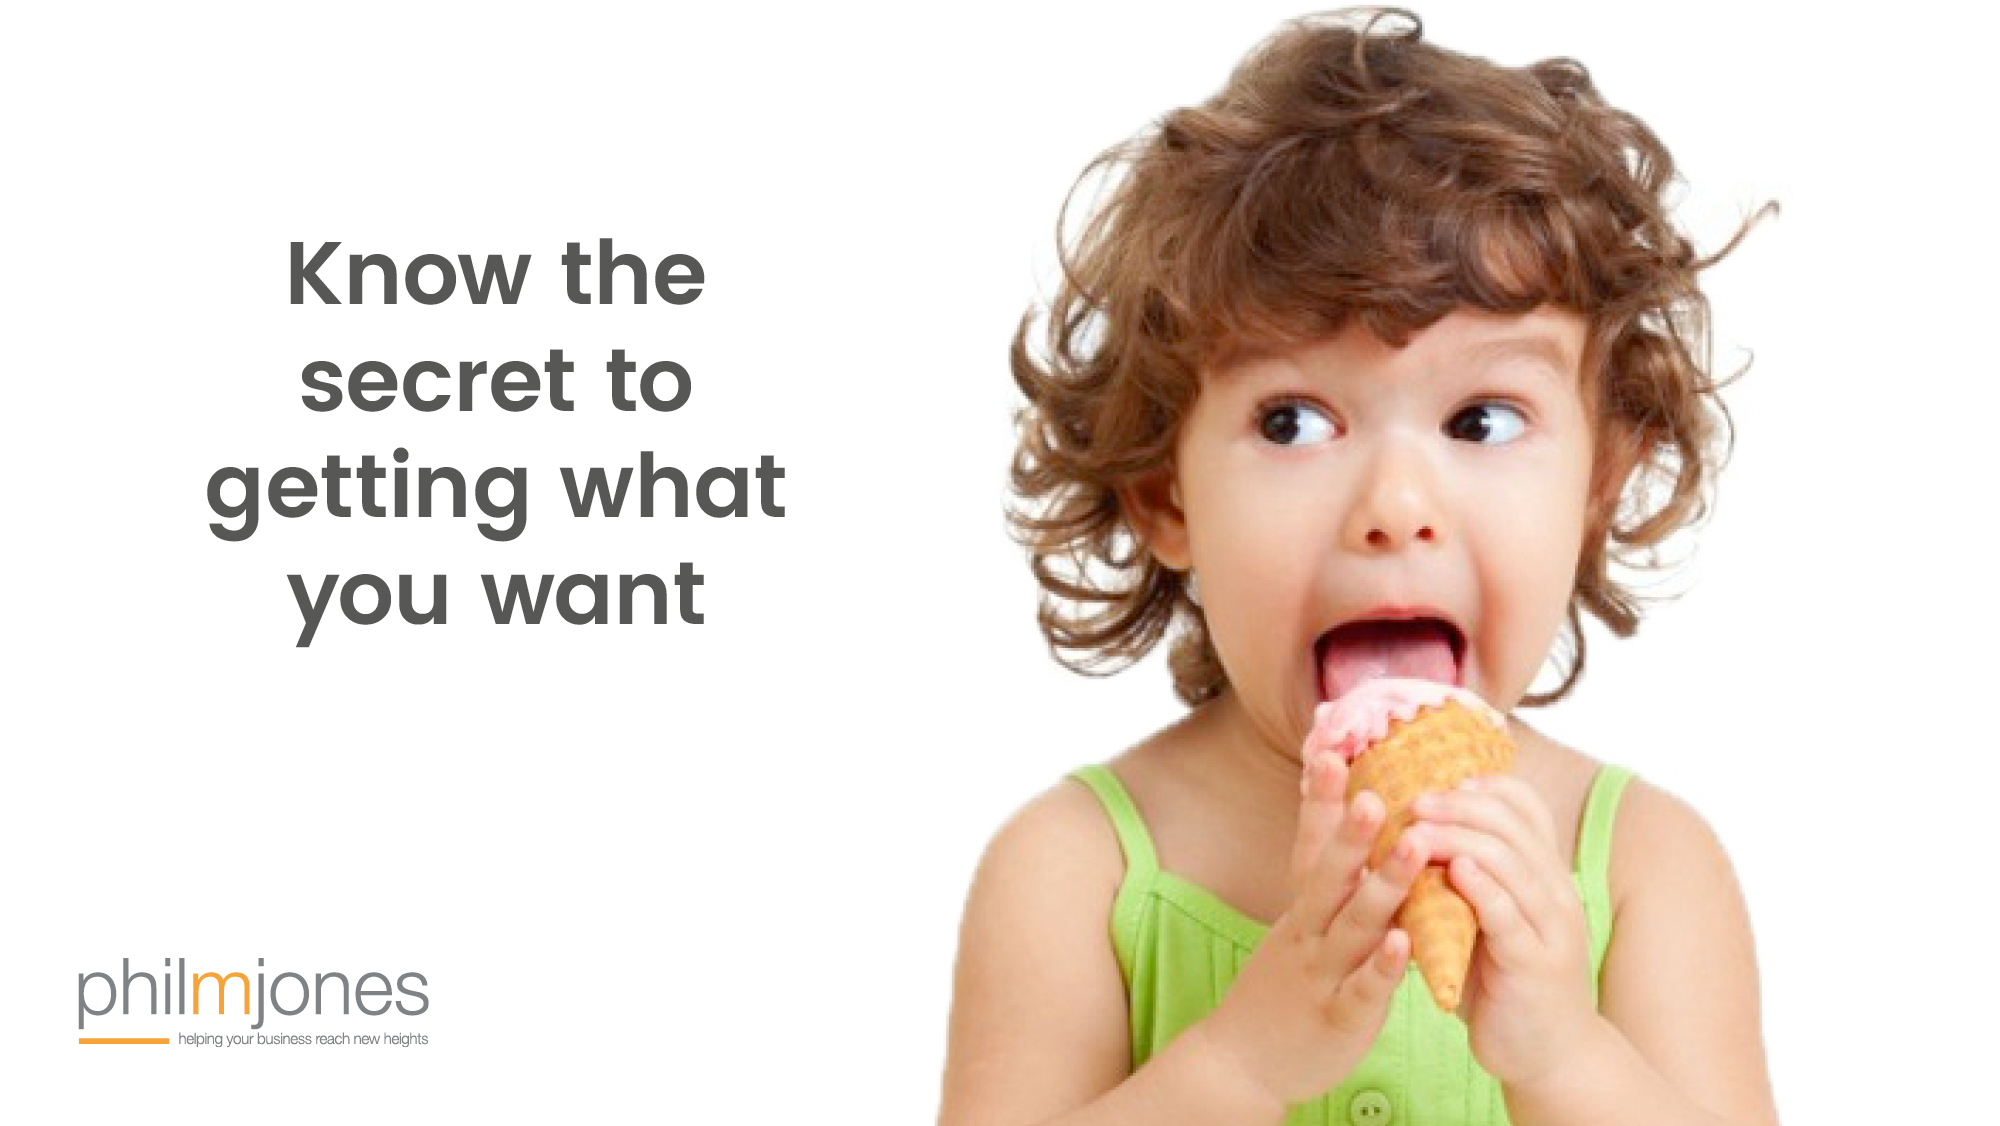 Know the
secret to
getting what
you want
philmjones
helping your business reach new heights